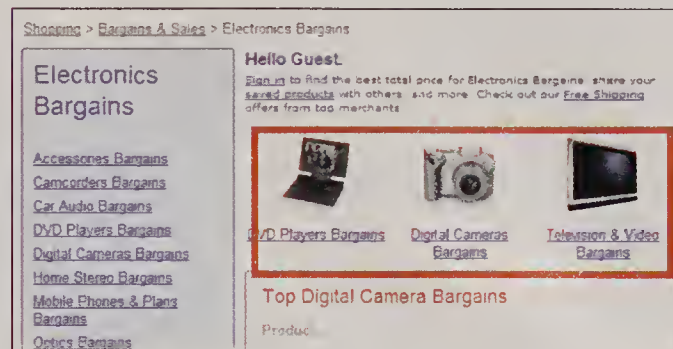 Shopping > Bargains & Sales > Electronics Bargains
Electronics
Bargains
Accessories Bargains
Camcorders Bargains
Car Audio Bargains
DVD Players Bargains
Digital Cameras Bargains
Home Stereo Bargains
Mobile Phones & Plans
Bargains
Optics Bargains
Hello Guest.
Sign in to find the best total price for Electronics Bargains, share your
saved products with others, and more. Check out our Free Shipping
offers from top merchants
DVD Players Bargains
Digital Cameras
Bargains
Television & Video
Bargains
Top Digital Camera Bargains
Produc